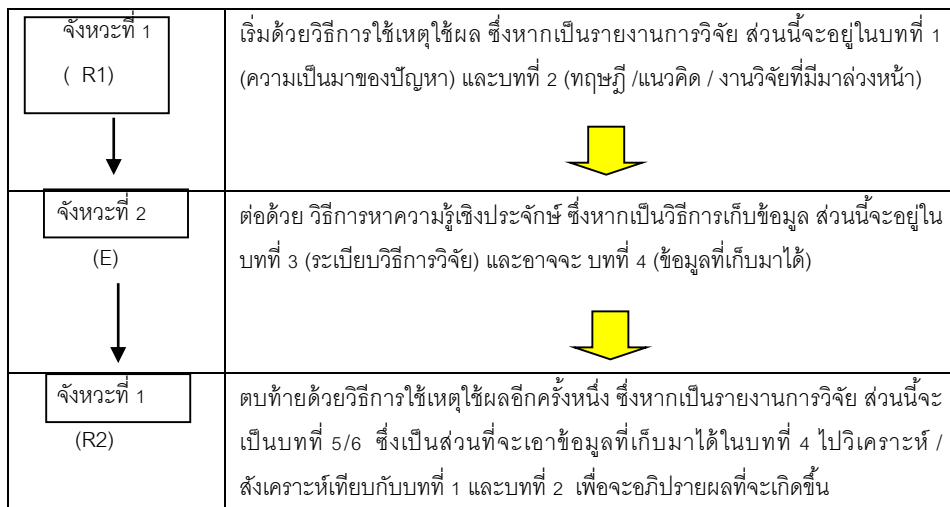 จังหวะที่ 1
( R1)
เริ่มด้วยวิธีการใช้เหตุใช้ผล ซึ่งหากเป็นรายงานการวิจัย ส่วนนี้จะอยู่ในบทที่ 1
(ความเป็นมาของปัญหา) และบทที่ 2 (ทฤษฎี /แนวคิด / งานวิจัยที่มีมาล่วงหน้า)
จังหวะที่ 2
(E)
ต่อด้วย วิธีการหาความรู้เชิงประจักษ์ ซึ่งหากเป็นวิธีการเก็บข้อมูล ส่วนนี้จะอยู่ใน
บทที่ 3 (ระเบียบวิธีการวิจัย) และอาจจะ บทที่ 4 (ข้อมูลที่เก็บมาได้)
จังหวะที่ 1
(R2)
ตบท้ายด้วยวิธีการใช้เหตุใช้ผลอีกครั้งหนึ่ง ซึ่งหากเป็นรายงานการวิจัย ส่วนนี้จะ
เป็นบทที่ 5/6 ซึ่งเป็นส่วนที่จะเอาข้อมูลที่เก็บมาได้ในบทที่ 4 ไปวิเคราะห์ /
สังเคราะห์เทียบกับบทที่ 1 และบทที่ 2 เพื่อจะอภิปรายผลที่จะเกิดขึ้น